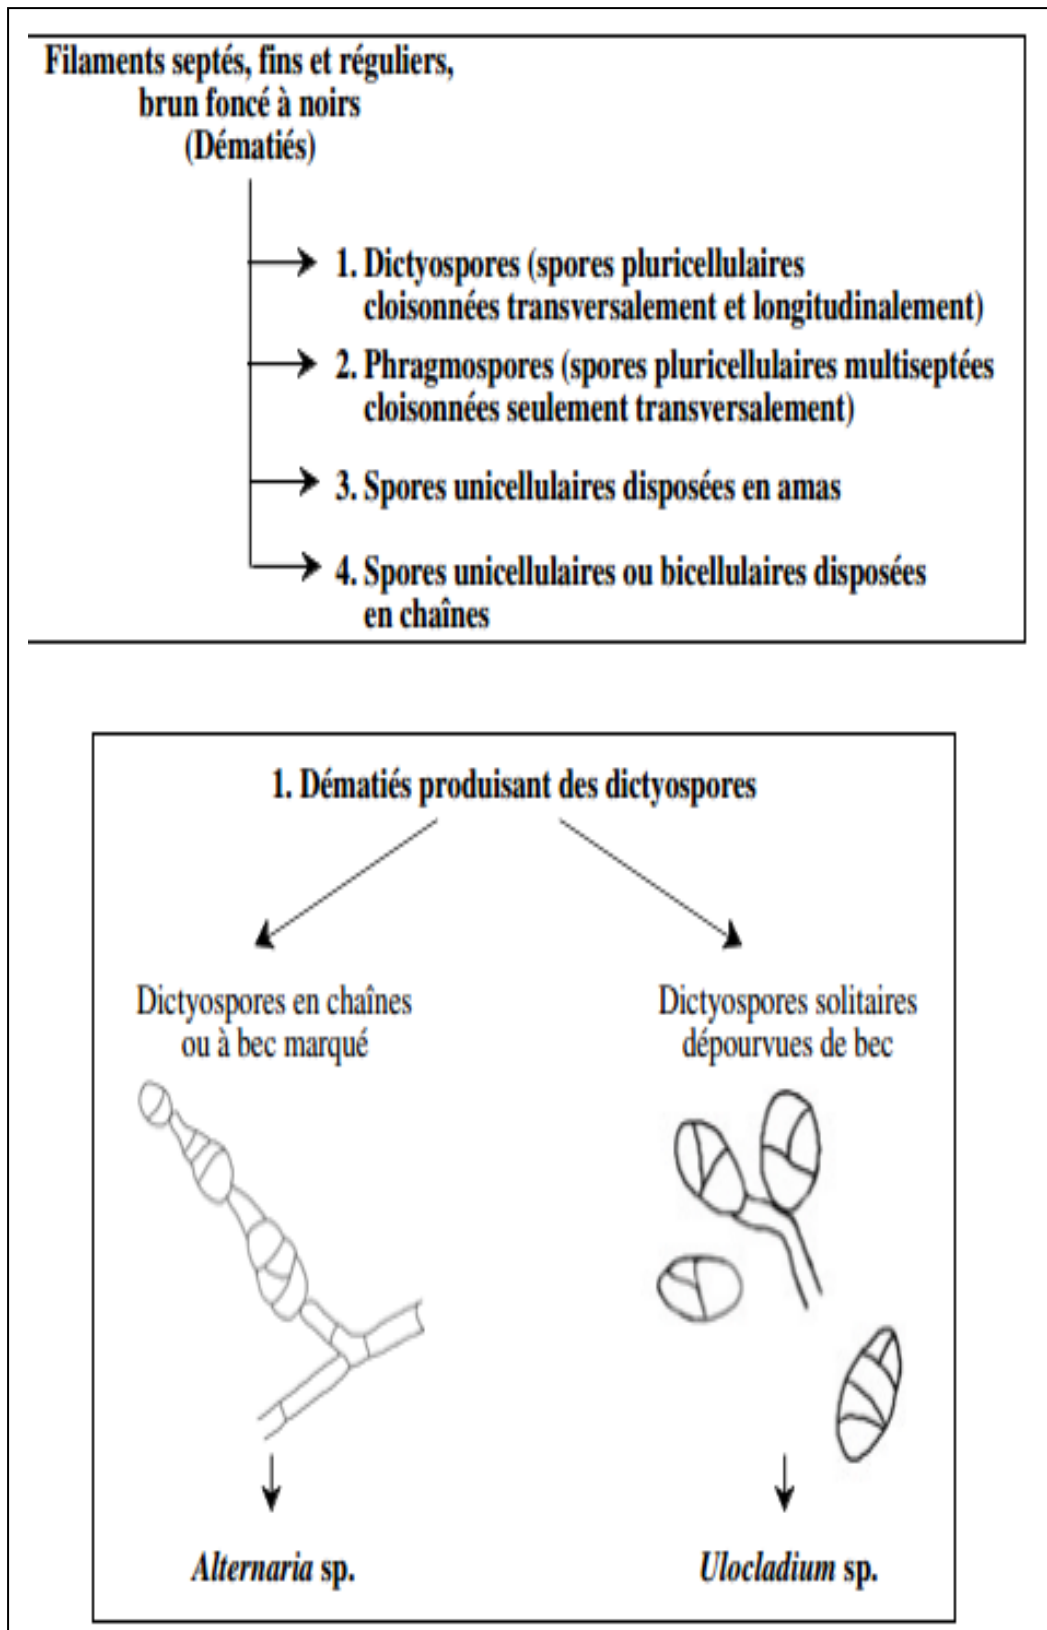 Filaments septés, fins et réguliers,
brun foncé à noirs
(Dématiés)
1. Dictyospores (spores pluricellulaires
cloisonnées transversalement et longitudinalement)
2. Phragmospores (spores pluricellulaires multiseptées
cloisonnées seulement transversalement)
3. Spores unicellulaires disposées en amas
4. Spores unicellulaires ou bicellulaires disposées
en chaînes
1. Dématiés produisant des dictyospores
Dictyospores en chaînes
ou à bec marqué
Dictyospores solitaires
dépourvues de bec
Alternaria sp.
Ulocladium sp.